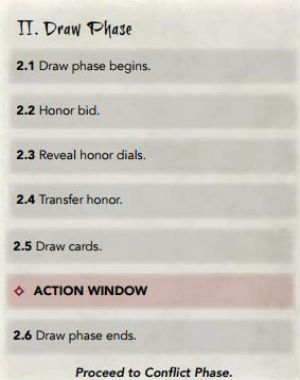 II. Draw Phase
2.1 Draw phase begins.
2.2 Honor bid.
2.3 Reveal honor dials.
2.4 Transfer honor.
2.5 Draw cards.
ACTION WINDOW
2.6 Draw phase ends.
Proceed to Conflict Phase.